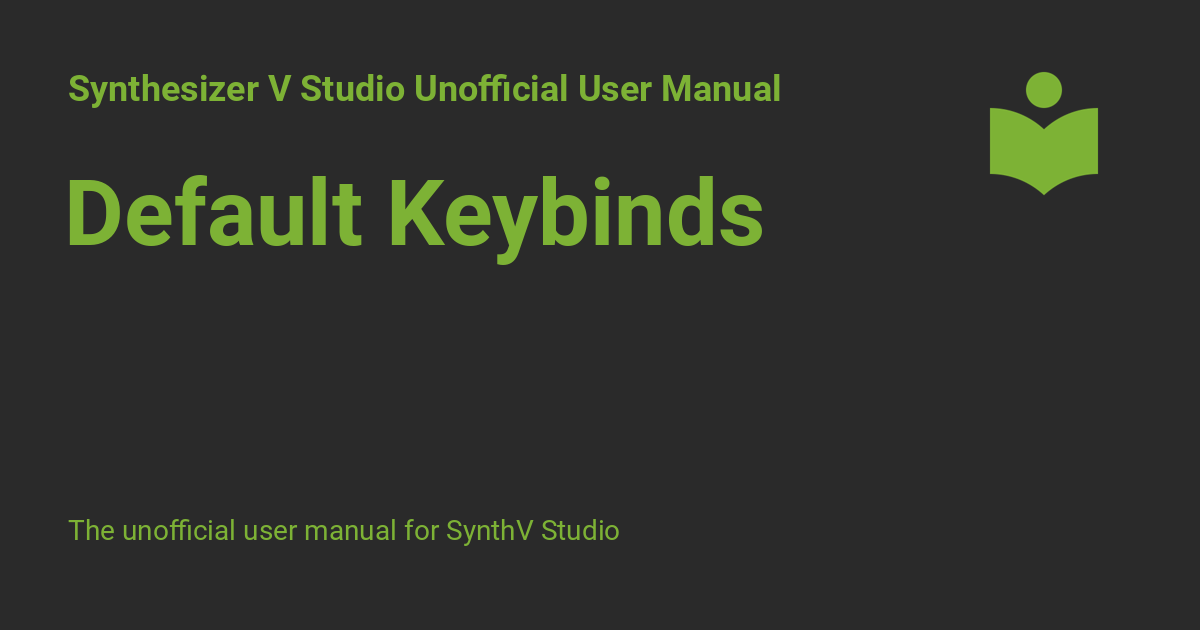 Synthesizer V Studio Unofficial User Manual
Default Keybinds
The unofficial user manual for SynthV Studio